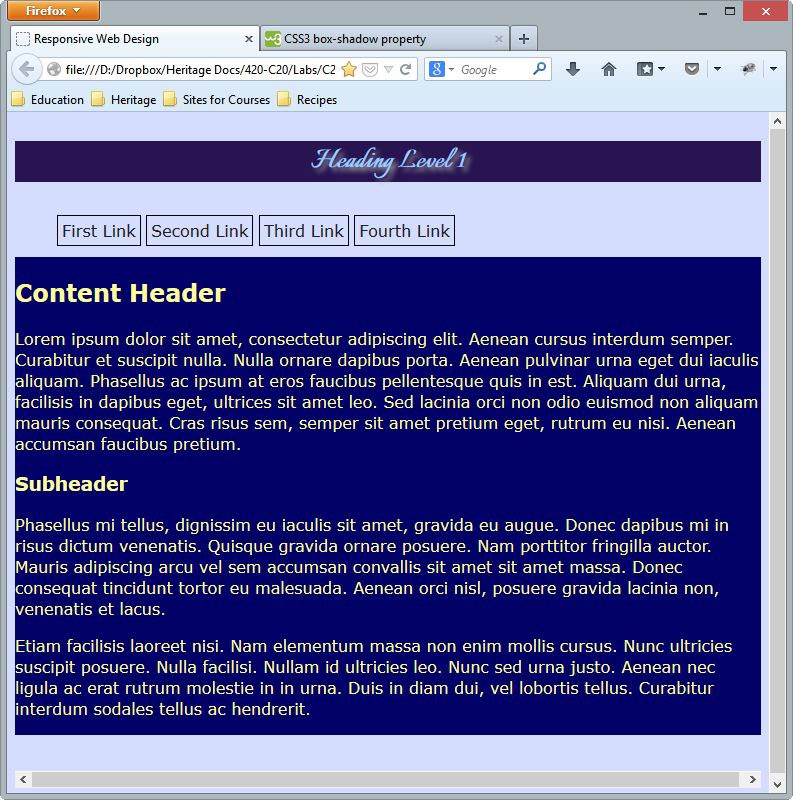 Firefox
Responsive Web Design
CSS3 box-shadow property
file:///D:/Dropbox/Heritage Docs/420-C20/Labs/C2
Google
Education Heritage Sites for Courses Recipes
Heading Level 1
First Link Second Link Third Link Fourth Link
Content Header
Lorem ipsum dolor sit amet, consectetur adipiscing elit. Aenean cursus interdum semper.
Curabitur et suscipit nulla. Nulla ornare dapibus porta. Aenean pulvinar urna eget dui iaculis
aliquam. Phasellus ac ipsum at eros faucibus pellentesque quis in est. Aliquam dui urna,
facilisis in dapibus eget, ultrices sit amet leo. Sed lacinia orci non odio euismod non aliquam
mauris consequat. Cras risus sem, semper sit amet pretium eget, rutrum eu nisi. Aenean
accumsan faucibus pretium.
Subheader
Phasellus mi tellus, dignissim eu iaculis sit amet, gravida eu augue. Donec dapibus mi in
risus dictum venenatis. Quisque gravida ornare posuere. Nam porttitor fringilla auctor.
Mauris adipiscing arcu vel sem accumsan convallis sit amet sit amet massa. Donec
consequat tincidunt tortor eu malesuada. Aenean orci nisl, posuere gravida lacinia non,
venenatis et lacus.
Etiam facilisis laoreet nisi. Nam elementum massa non enim mollis cursus. Nunc ultricies
suscipit posuere. Nulla facilisi. Nullam id ultricies leo. Nunc sed urna justo. Aenean nec
ligula ac erat rutrum molestie in in urna. Duis in diam dui, vel lobortis tellus. Curabitur
interdum sodales tellus ac hendrerit.